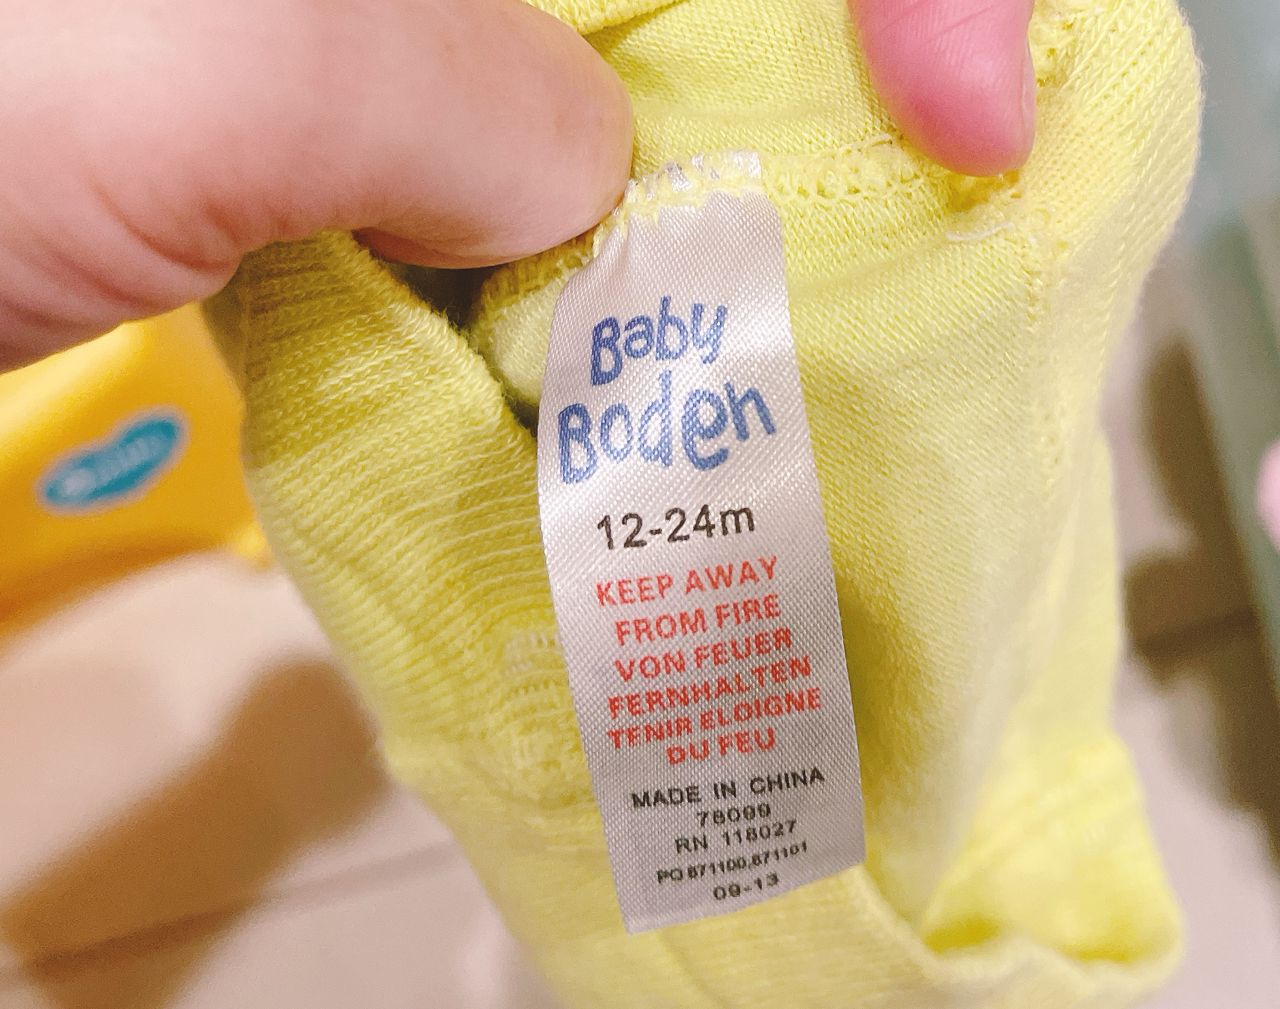 Baby
Boden
12-24m
KEEP AWAY
FROM FIRE
VON FEUER
FERNHALTEN
TENIR ELOIGNE
DU FEU
MADE IN CHINA
78099
RN 118027
PO 871100,871101
09-13